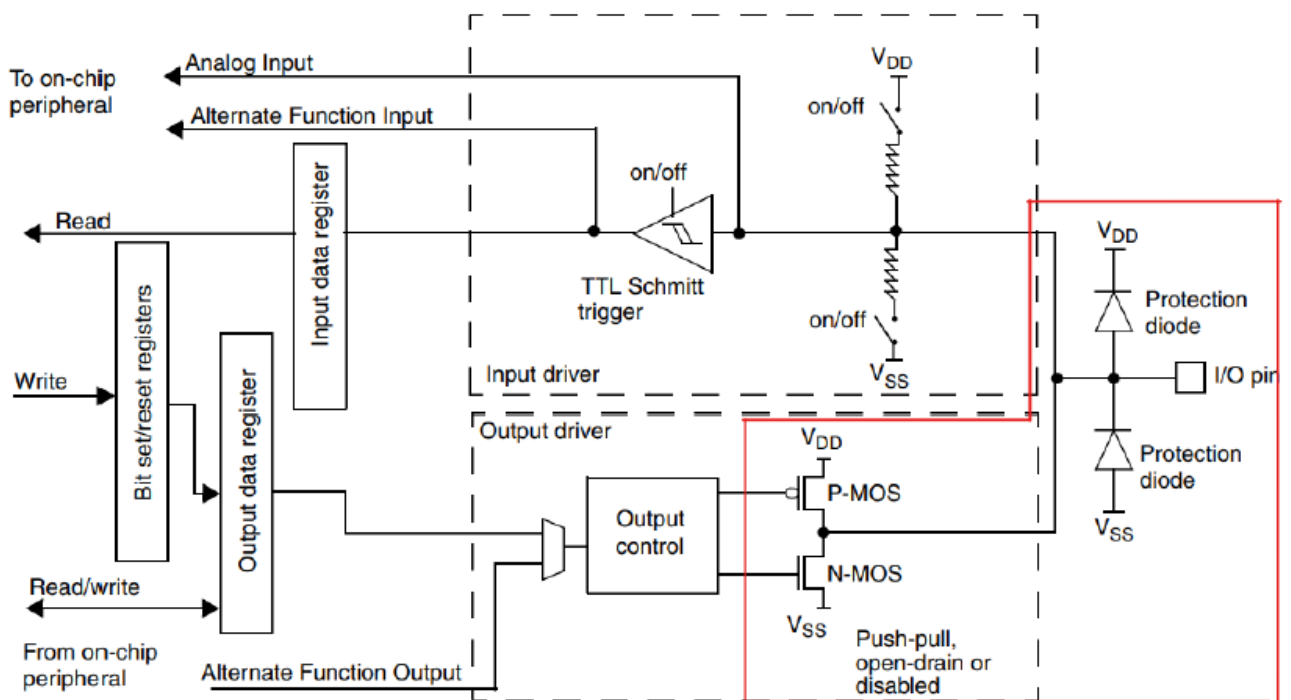 To on-chip
peripheral
Analog Input
Alternate Function Input
Read
Input data register
on/off
TTL Schmitt
trigger
VDD
on/off
on/off
VSS
Input driver
VDD
Protection
diode
I/O pin
Protection
diode
VSS
Write
Bit set/reset registers
Output data register
Read/write
From on-chip
peripheral
Alternate Function Output
Output driver
Output
control
VDD
P-MOS
N-MOS
VSS
Push-pull,
open-drain or
disabled